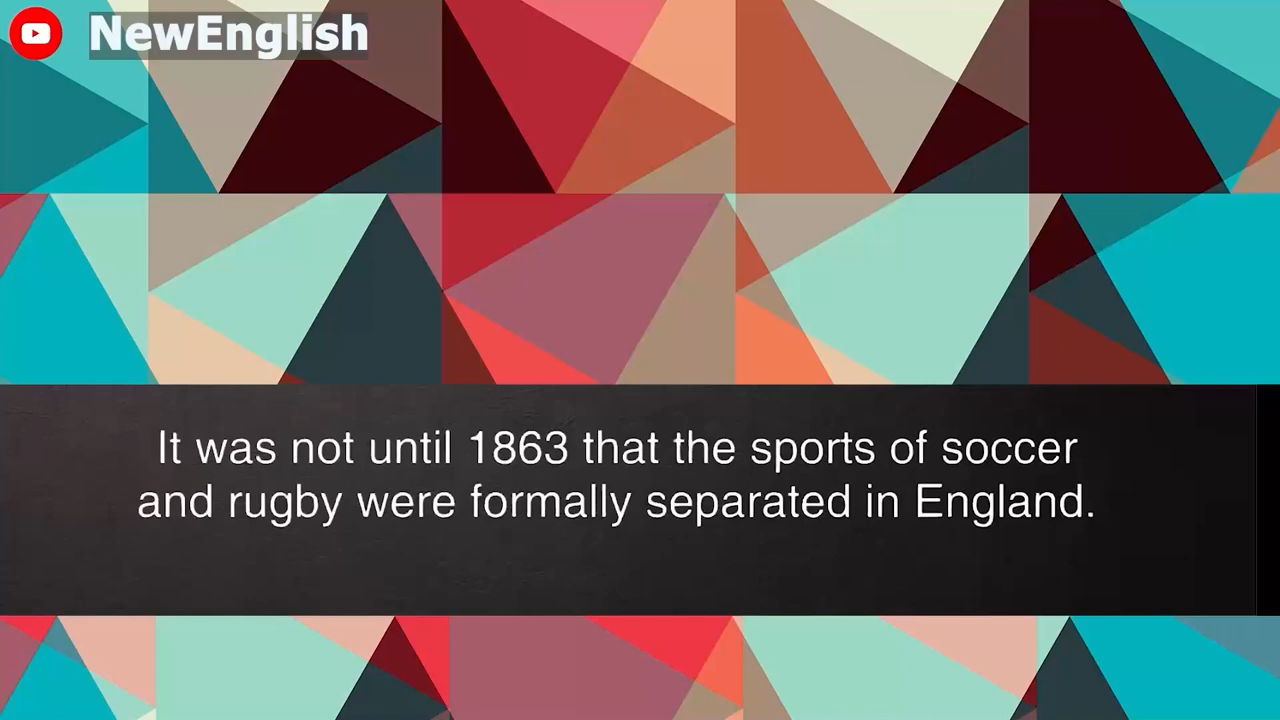 NewEnglish
It was not until 1863 that the sports of soccer
and rugby were formally separated in England.